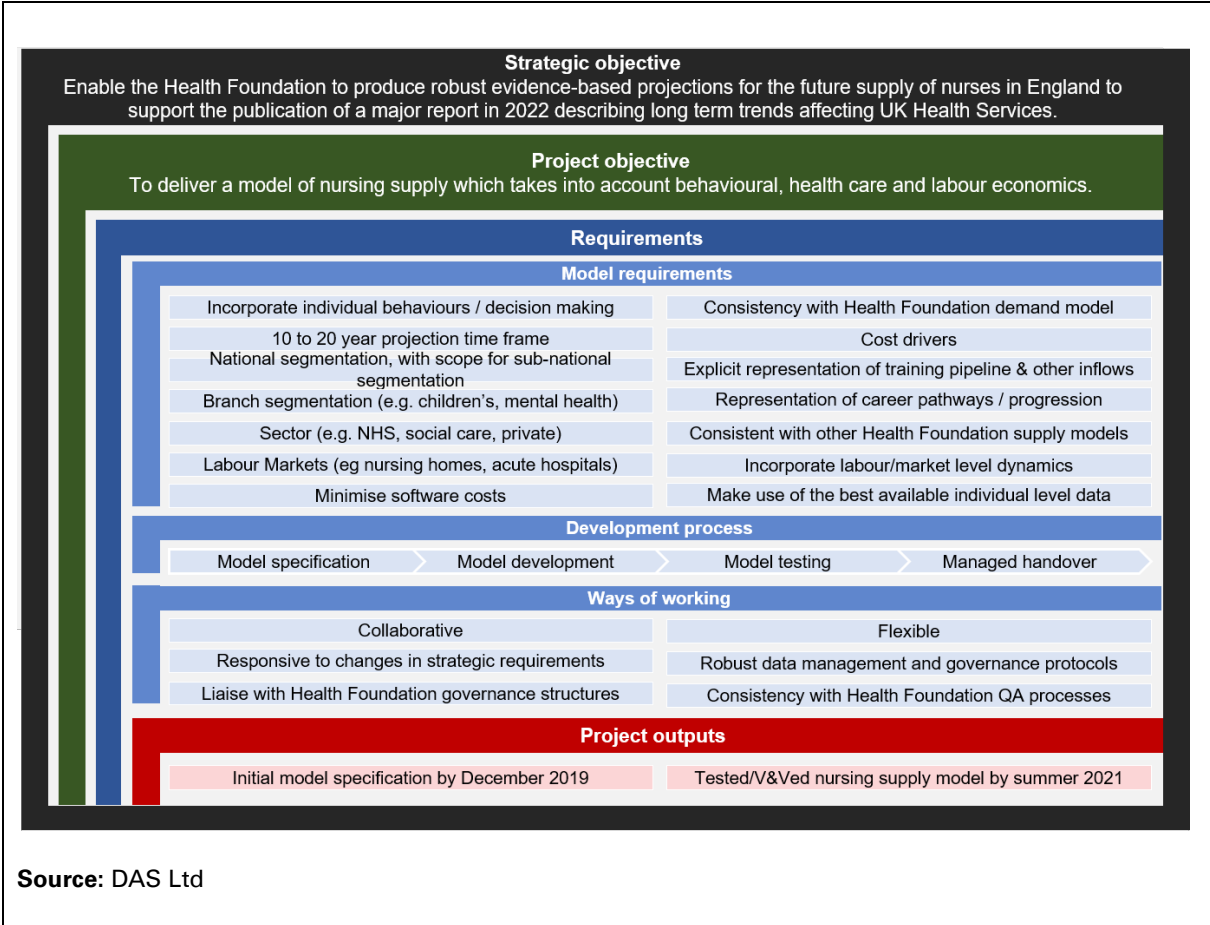 Strategic objective
Enable the Health Foundation to produce robust evidence-based projections for the future supply of nurses in England to
support the publication of a major report in 2022 describing long term trends affecting UK Health Services.
Project objective
To deliver a model of nursing supply which takes into account behavioural, health care and labour economics.
Requirements
Model requirements
Incorporate individual behaviours / decision making
Consistency with Health Foundation demand model
10 to 20 year projection time frame
Cost drivers
National segmentation, with scope for sub-national
segmentation
Explicit representation of training pipeline & other inflows
Branch segmentation (e.g. children's, mental health)
Representation of career pathways / progression
Sector (e.g. NHS, social care, private)
Consistent with other Health Foundation supply models
Labour Markets (eg nursing homes, acute hospitals)
Incorporate labour/market level dynamics
Minimise software costs
Make use of the best available individual level data
Development process
Model specification
Model development
Model testing
Managed handover
Ways of working
Collaborative
Flexible
Responsive to changes in strategic requirements
Robust data management and governance protocols
Liaise with Health Foundation governance structures
Consistency with Health Foundation QA processes
Project outputs
Initial model specification by December 2019
Tested/V&Ved nursing supply model by summer 2021
Source: DAS Ltd